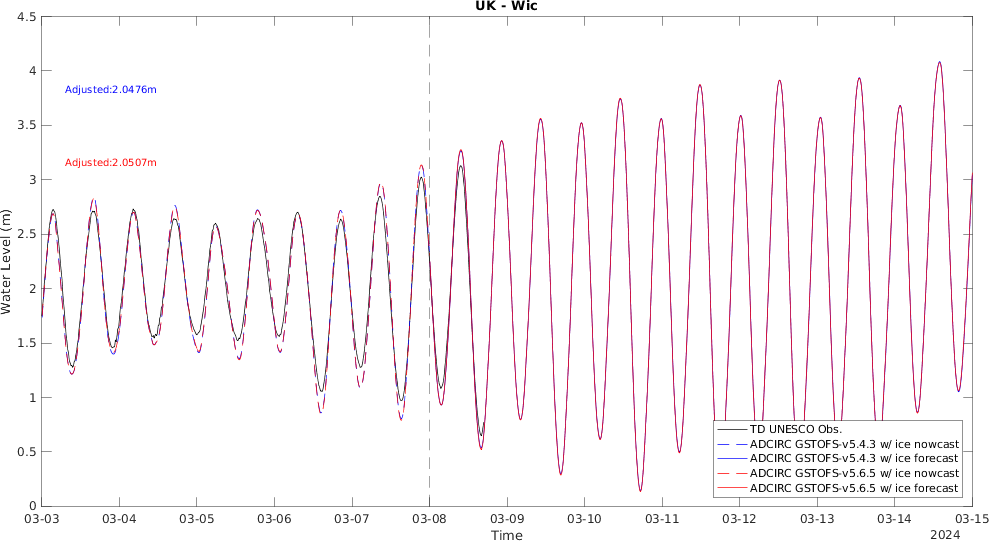 UK - Wic
4.5
4
3.5
3
2.5
2
1.5
1
0.5
0
Water Level (m)
Adjusted:2.0476m
Adjusted:2.0507m
TD UNESCO Obs.
ADCIRC GSTOFS-v5.4.3 w/ ice nowcast
ADCIRC GSTOFS-v5.4.3 w/ ice forecast
ADCIRC GSTOFS-v5.6.5 w/ ice nowcast
ADCIRC GSTOFS-v5.6.5 w/ ice forecast
03-03 03-04 03-05 03-06 03-07 03-08 03-09 03-10 03-11 03-12 03-13 03-14 03-15
Time
2024